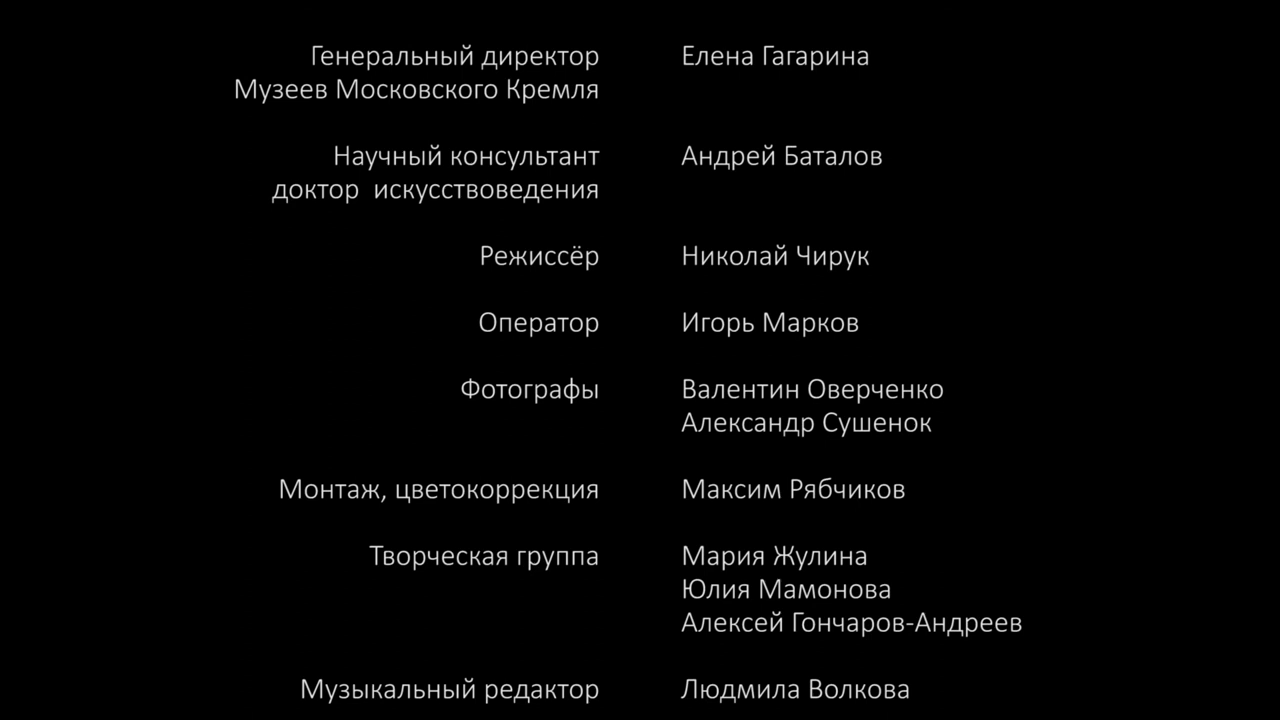 Генеральный директор Елена Гагарина
Музеев Московского Кремля
Научный консультант Андрей Баталов
доктор искусствоведения
Режиссёр Николай Чирук
Оператор Игорь Марков
Фотографы Валентин Оверченко
Александр Сушенок
Монтаж, цветокоррекция Максим Рябчиков
Творческая группа Мария Жулина
Юлия Мамонова
Алексей Гончаров-Андреев
Музыкальный редактор Людмила Волкова